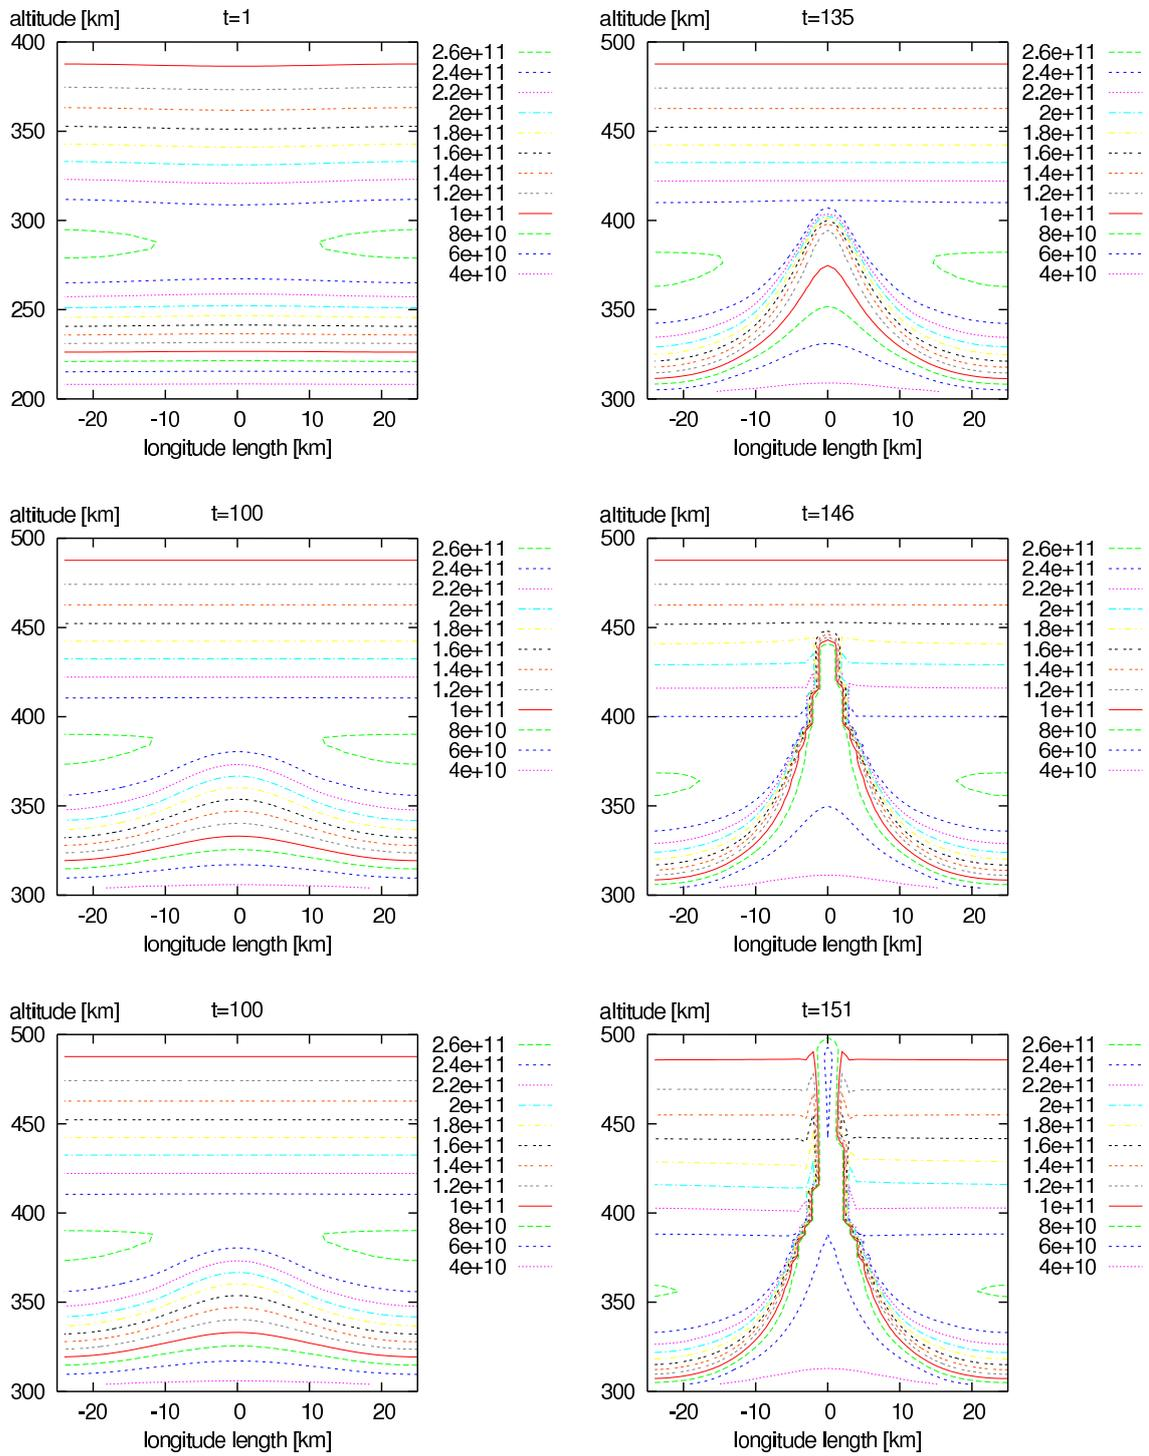 altitude [km]
t=1
400
350
300
250
200
-20
-10
0
10
20
longitude length [km]
2.6e+11
2.4e+11
2.2e+11
2e+11
1.8e+11
1.6e+11
1.4e+11
1.2e+11
1e+11
8e+10
6e+10
4e+10
altitude [km]
t=135
500
450
400
350
300
-20
-10
0
10
20
longitude length [km]
2.6e+11
2.4e+11
2.2e+11
2e+11
1.8e+11
1.6e+11
1.4e+11
1.2e+11
1e+11
8e+10
6e+10
4e+10
altitude [km]
t=100
500
450
400
350
300
-20
-10
0
10
20
longitude length [km]
2.6e+11
2.4e+11
2.2e+11
2e+11
1.8e+11
1.6e+11
1.4e+11
1.2e+11
1e+11
8e+10
6e+10
4e+10
altitude [km]
t=146
500
450
400
350
300
-20
-10
0
10
20
longitude length [km]
2.6e+11
2.4e+11
2.2e+11
2e+11
1.8e+11
1.6e+11
1.4e+11
1.2e+11
1e+11
8e+10
6e+10
4e+10
altitude [km]
t=100
500
450
400
350
300
-20
-10
0
10
20
longitude length [km]
2.6e+11
2.4e+11
2.2e+11
2e+11
1.8e+11
1.6e+11
1.4e+11
1.2e+11
1e+11
8e+10
6e+10
4e+10
altitude [km]
t=151
500
450
400
350
300
-20
-10
0
10
20
longitude length [km]
2.6e+11
2.4e+11
2.2e+11
2e+11
1.8e+11
1.6e+11
1.4e+11
1.2e+11
1e+11
8e+10
6e+10
4e+10